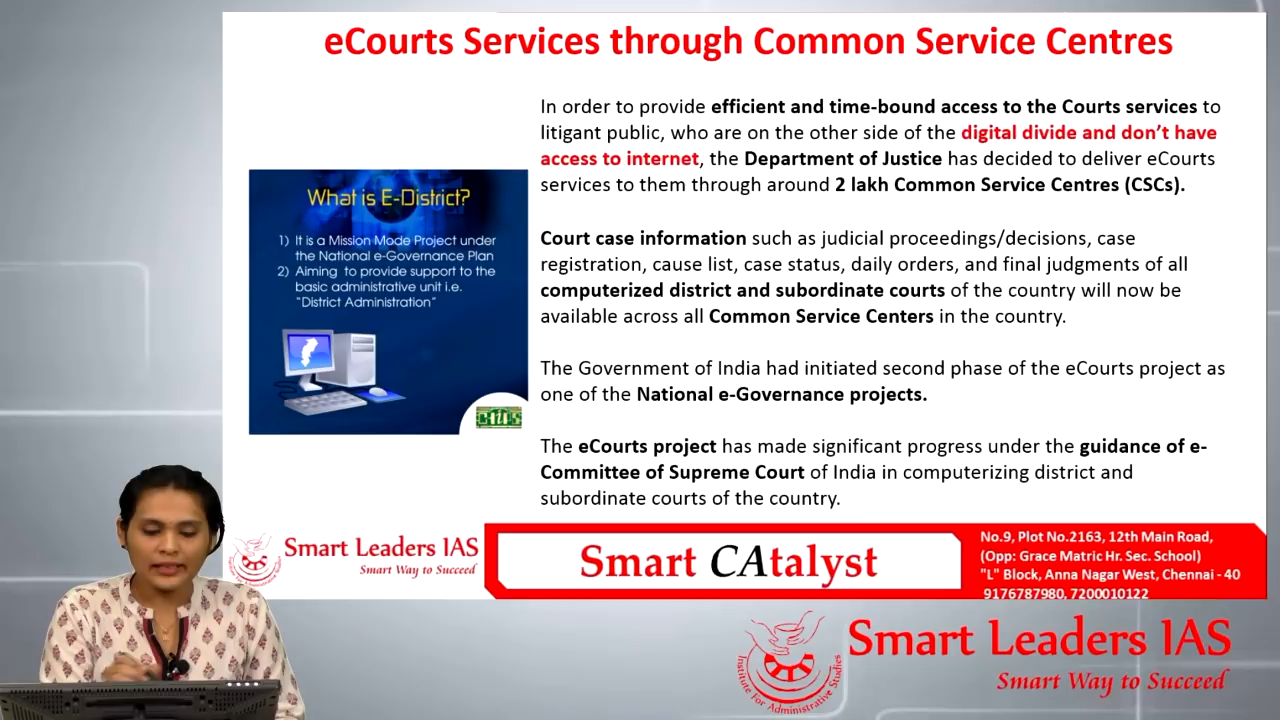 eCourts Services through Common Service Centres
In order to provide efficient and time-bound access to the Courts services to
litigant public, who are on the other side of the digital divide and don’t have
access to internet, the Department of Justice has decided to deliver eCourts
services to them through around 2 lakh Common Service Centres (CSCs).
Court case information such as judicial proceedings/decisions, case
registration, cause list, case status, daily orders, and final judgments of all
computerized district and subordinate courts of the country will now be
available across all Common Service Centers in the country.
The Government of India had initiated second phase of the eCourts project as
one of the National e-Governance projects.
The eCourts project has made significant progress under the guidance of e-
Committee of Supreme Court of India in computerizing district and
subordinate courts of the country.
What is E-District?
1) It is a Mission Mode Project under
the National e-Governance Plan
2) Aiming to provide support to the
basic administrative unit i.e.
"District Administration"
Smart Leaders IAS
Smart Way to Succeed
Smart CAtalyst
No.9, Plot No.2163, 12th Main Road,
(Opp: Grace Matric Hr. Sec. School)
"L" Block, Anna Nagar West, Chennai - 40
9176787980, 7200010122
Smart Leaders IAS
Smart Way to Succeed
Institute For Administrative Studies